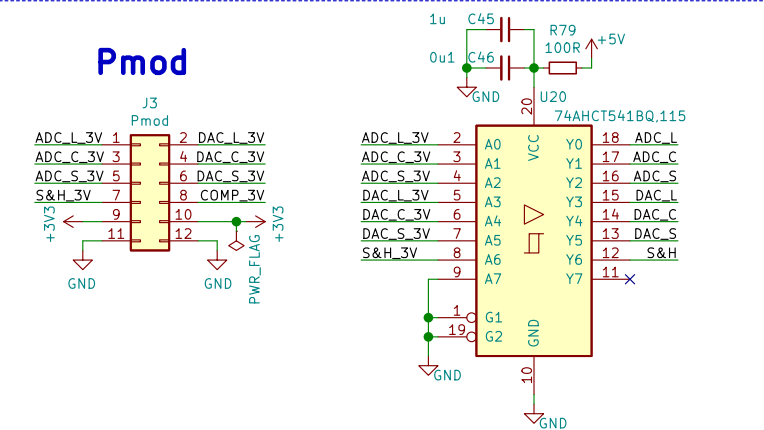 Pmod
J3
Pmod
ADC_L_3V 1 2 DAC_L_3V
ADC_C_3V 3 4 DAC_C_3V
ADC_S_3V 5 6 DAC_S_3V
S&H_3V 7 8 COMP_3V
+3V3 9 10 +3V3
11 12
GND GND
PWR_FLAG
1u C45
0u1 C46
R79
100R
+5V
GND
U20
74AHCT541BQ,115
20
VCC
ADC_L_3V 2 A0 Y0 18 ADC_L
ADC_C_3V 3 A1 Y1 17 ADC_C
ADC_S_3V 4 A2 Y2 16 ADC_S
DAC_L_3V 5 A3 Y3 15 DAC_L
DAC_C_3V 6 A4 Y4 14 DAC_C
DAC_S_3V 7 A5 Y5 13 DAC_S
S&H_3V 8 A6 Y6 12 S&H
9 A7 Y7 11
1 G1
19 G2
GND
10
GND
GND